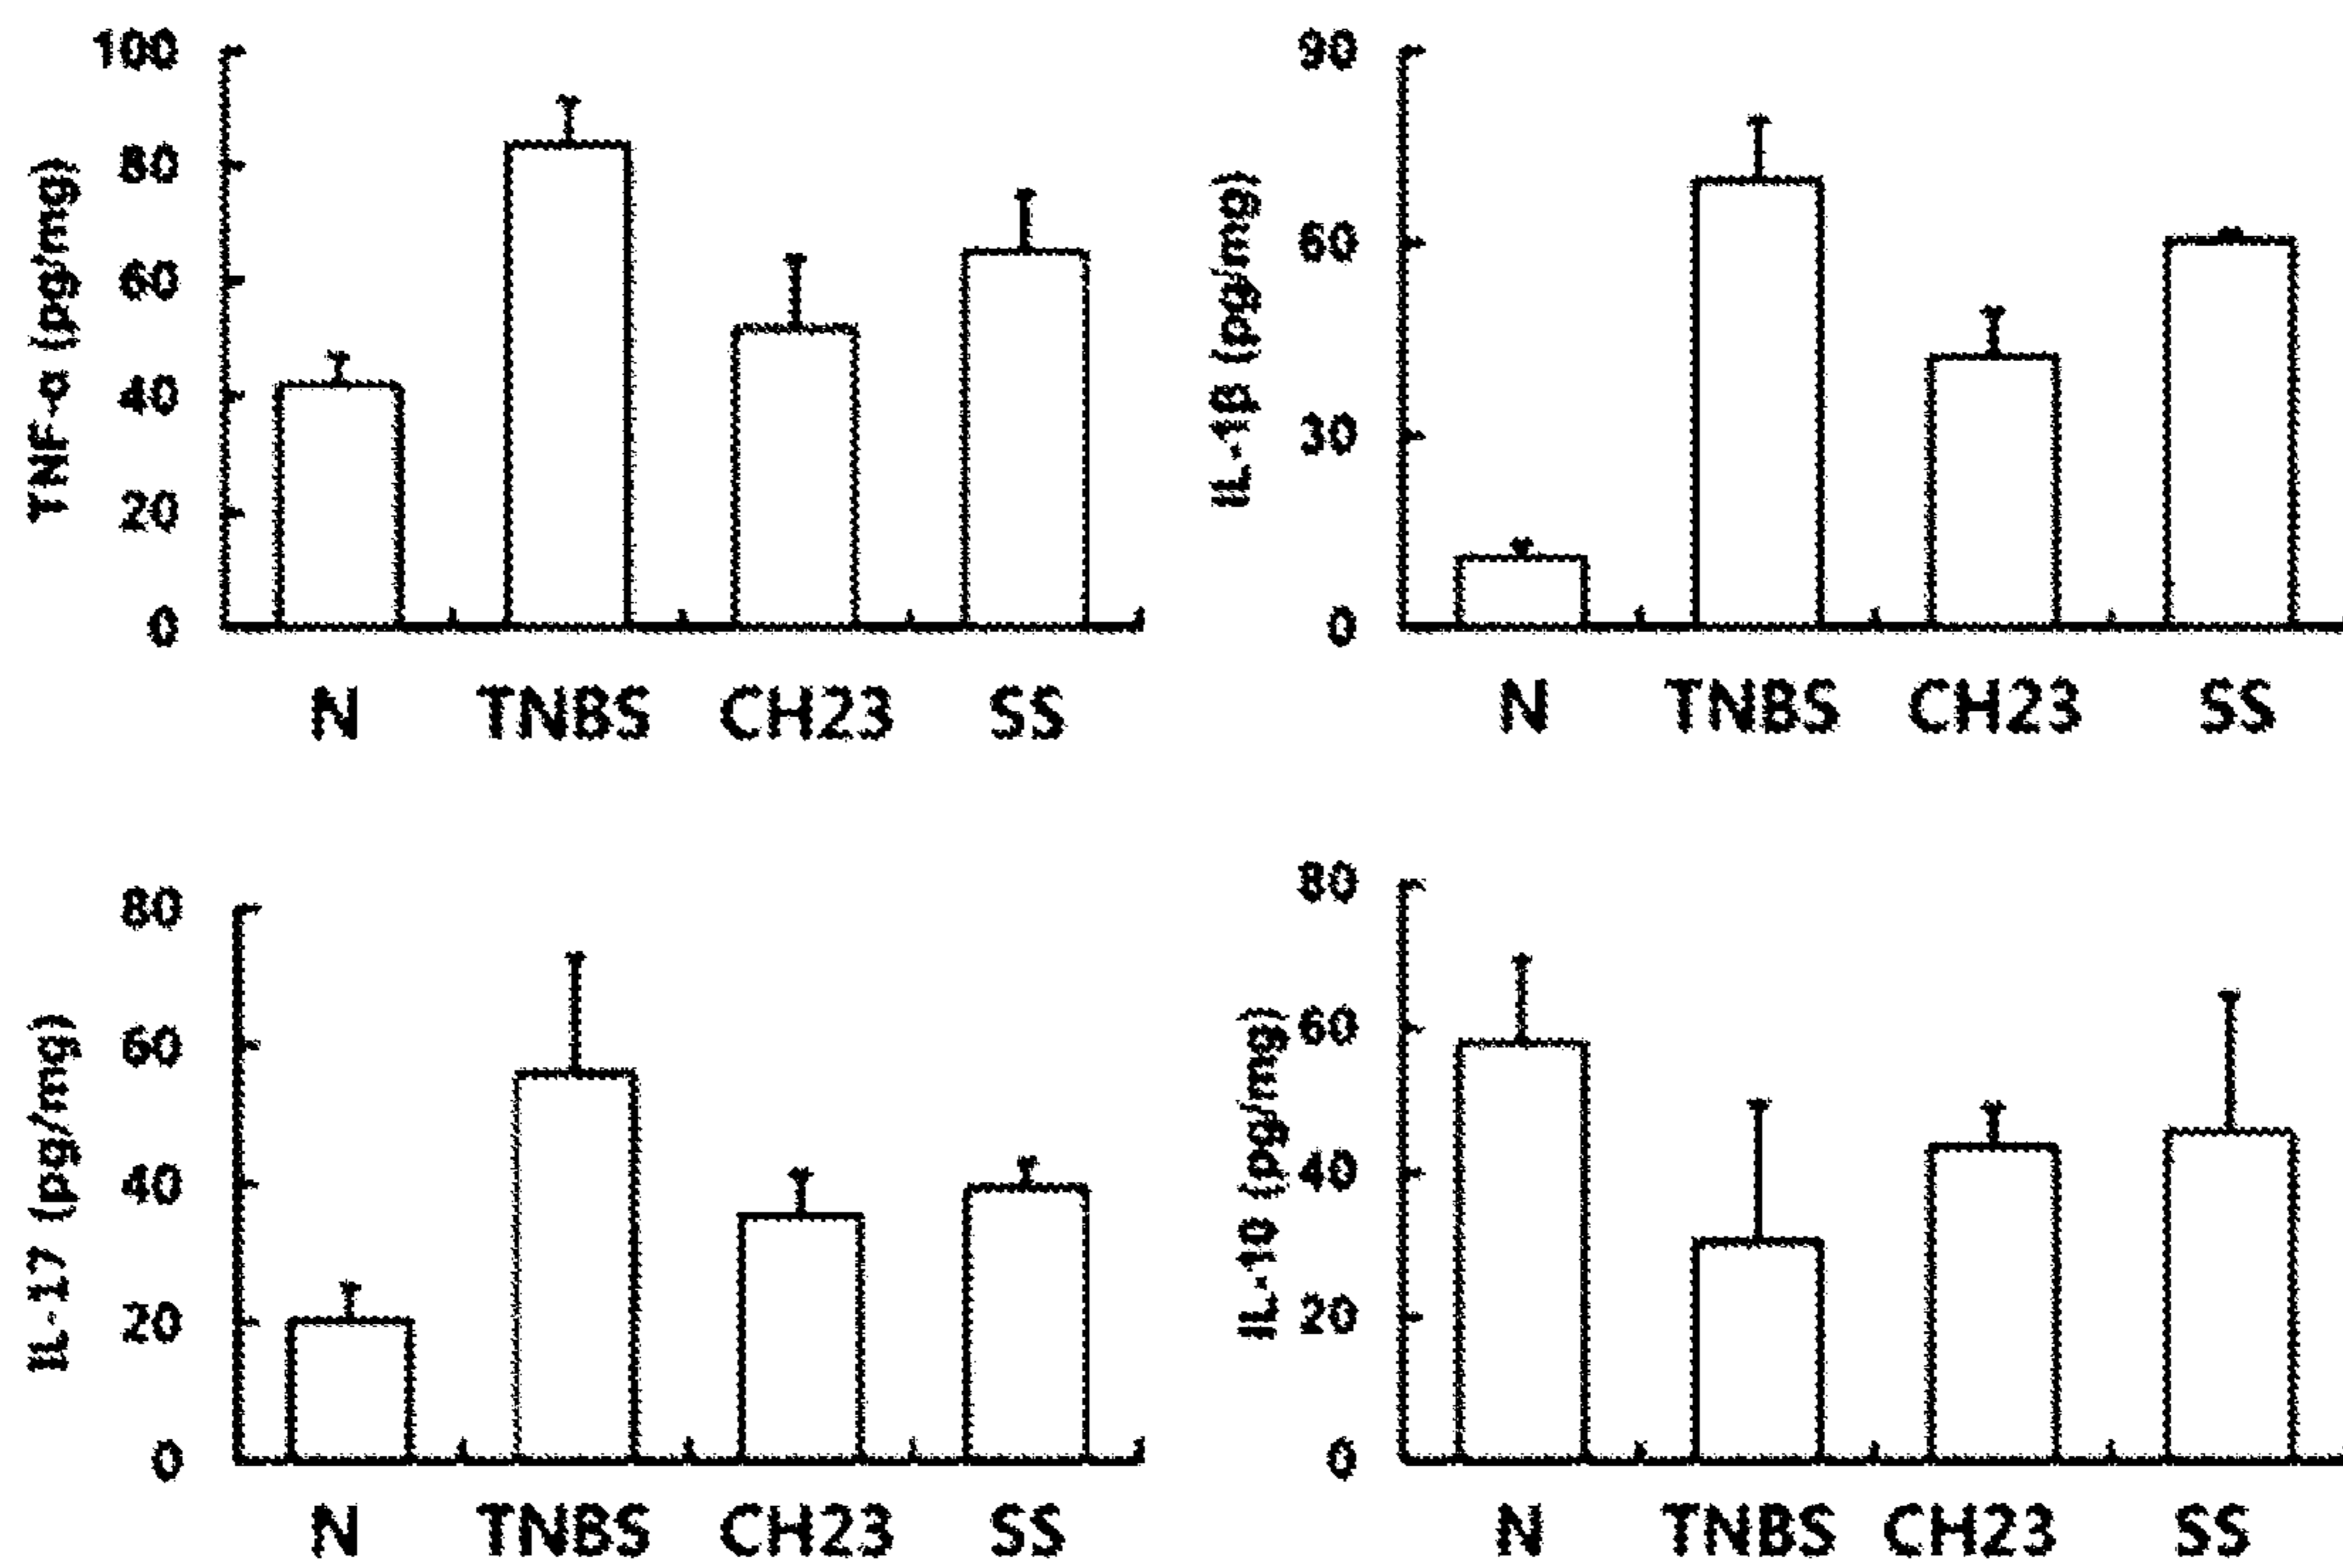 TNF-α (pg/mg)
100
80
60
40
20
0
N TNBS CH23 SS
IL-1β (pg/mg)
90
60
30
0
N TNBS CH23 SS
IL-17 (pg/mg)
80
60
40
20
0
N TNBS CH23 SS
IL-10 (pg/mg)
80
60
40
20
0
N TNBS CH23 SS